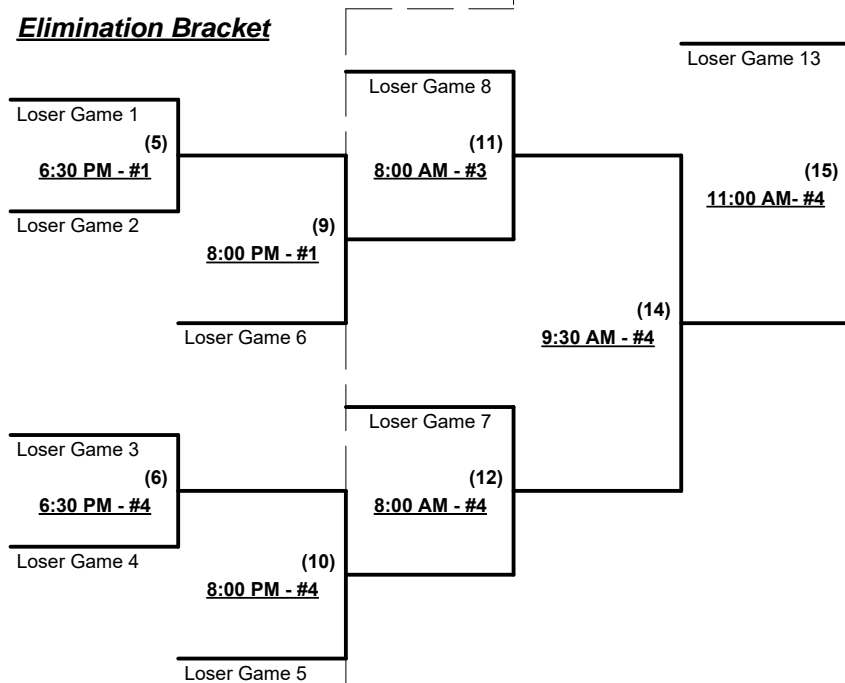 Elimination Bracket
Loser Game 13
Loser Game 8
Loser Game 1
(5)
6:30 PM - #1
(11)
8:00 AM - #3
(15)
11:00 AM- #4
Loser Game 2
(9)
8:00 PM - #1
Loser Game 6
(14)
9:30 AM - #4
Loser Game 7
Loser Game 3
(6)
6:30 PM - #4
(12)
8:00 AM - #4
Loser Game 4
(10)
8:00 PM - #4
Loser Game 5